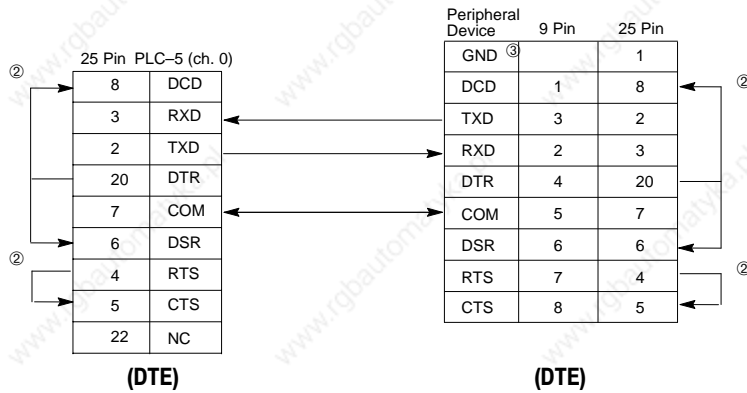 Peripheral Device 9 Pin 25 Pin
25 Pin PLC–5 (ch. 0)
GND ③ 1
② 8 DCD
DCD 1 8 ②
3 RXD
TXD 3 2
2 TXD
RXD 2 3
20 DTR
DTR 4 20
7 COM
COM 5 7
6 DSR
DSR 6 6
② 4 RTS
RTS 7 4 ②
5 CTS
CTS 8 5
22 NC
(DTE) (DTE)
www.rgbautomatyka.pl